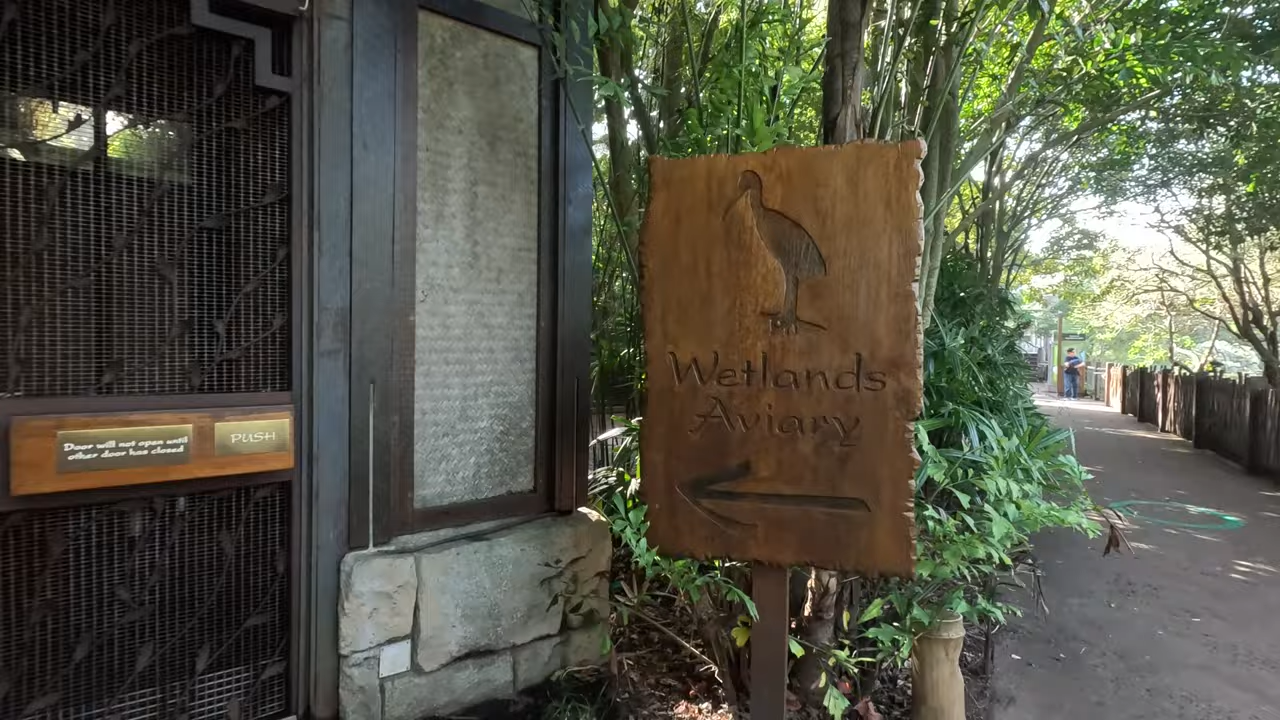 Door will not open until
other door has closed
PUSH
Wetlands
Aviary